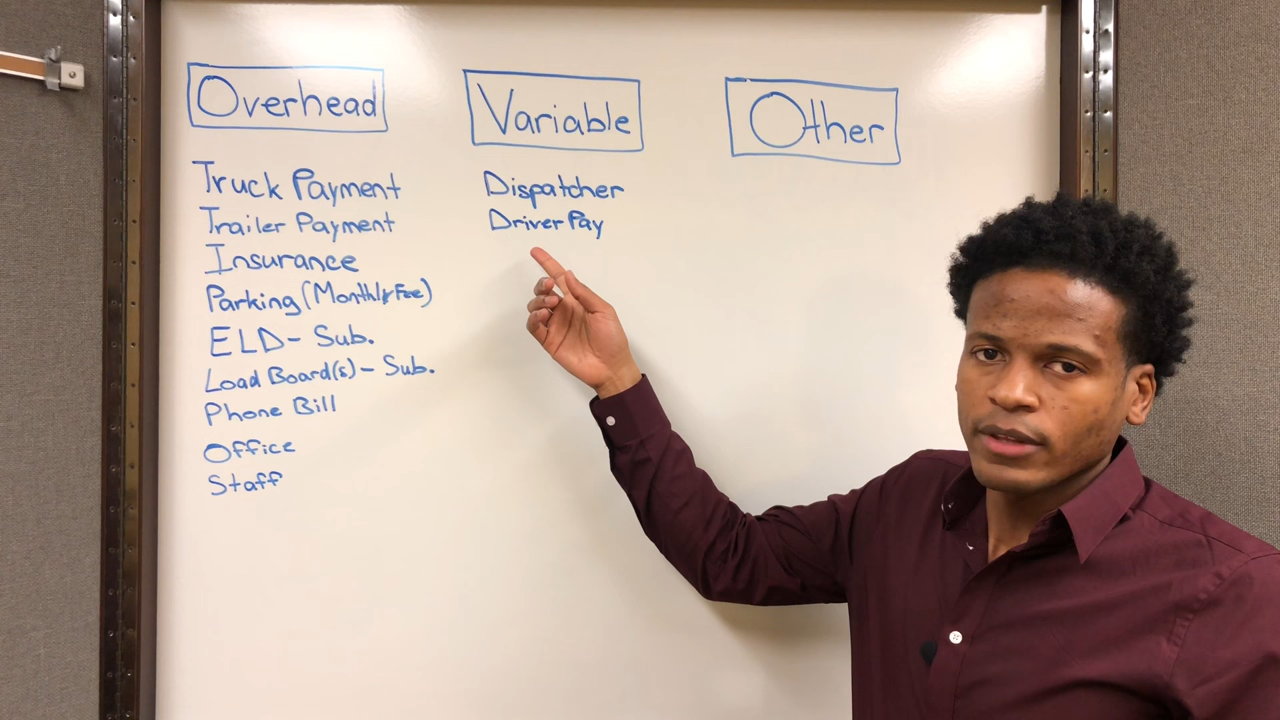 Overhead
Truck Payment
Trailer Payment
Insurance
Parking (Monthly Fee)
ELD - Sub.
Load Board(s) - Sub.
Phone Bill
Office
Staff
Variable
Dispatcher
Driver Pay
Other